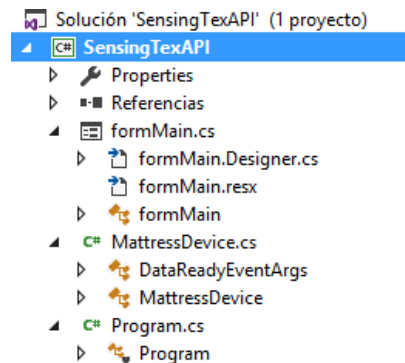 Solución 'SensingTexAPI' (1 proyecto)
C# SensingTexAPI
Properties
Referencias
formMain.cs
formMain.Designer.cs
formMain.resx
formMain
C# MattressDevice.cs
DataReadyEventArgs
MattressDevice
C# Program.cs
Program